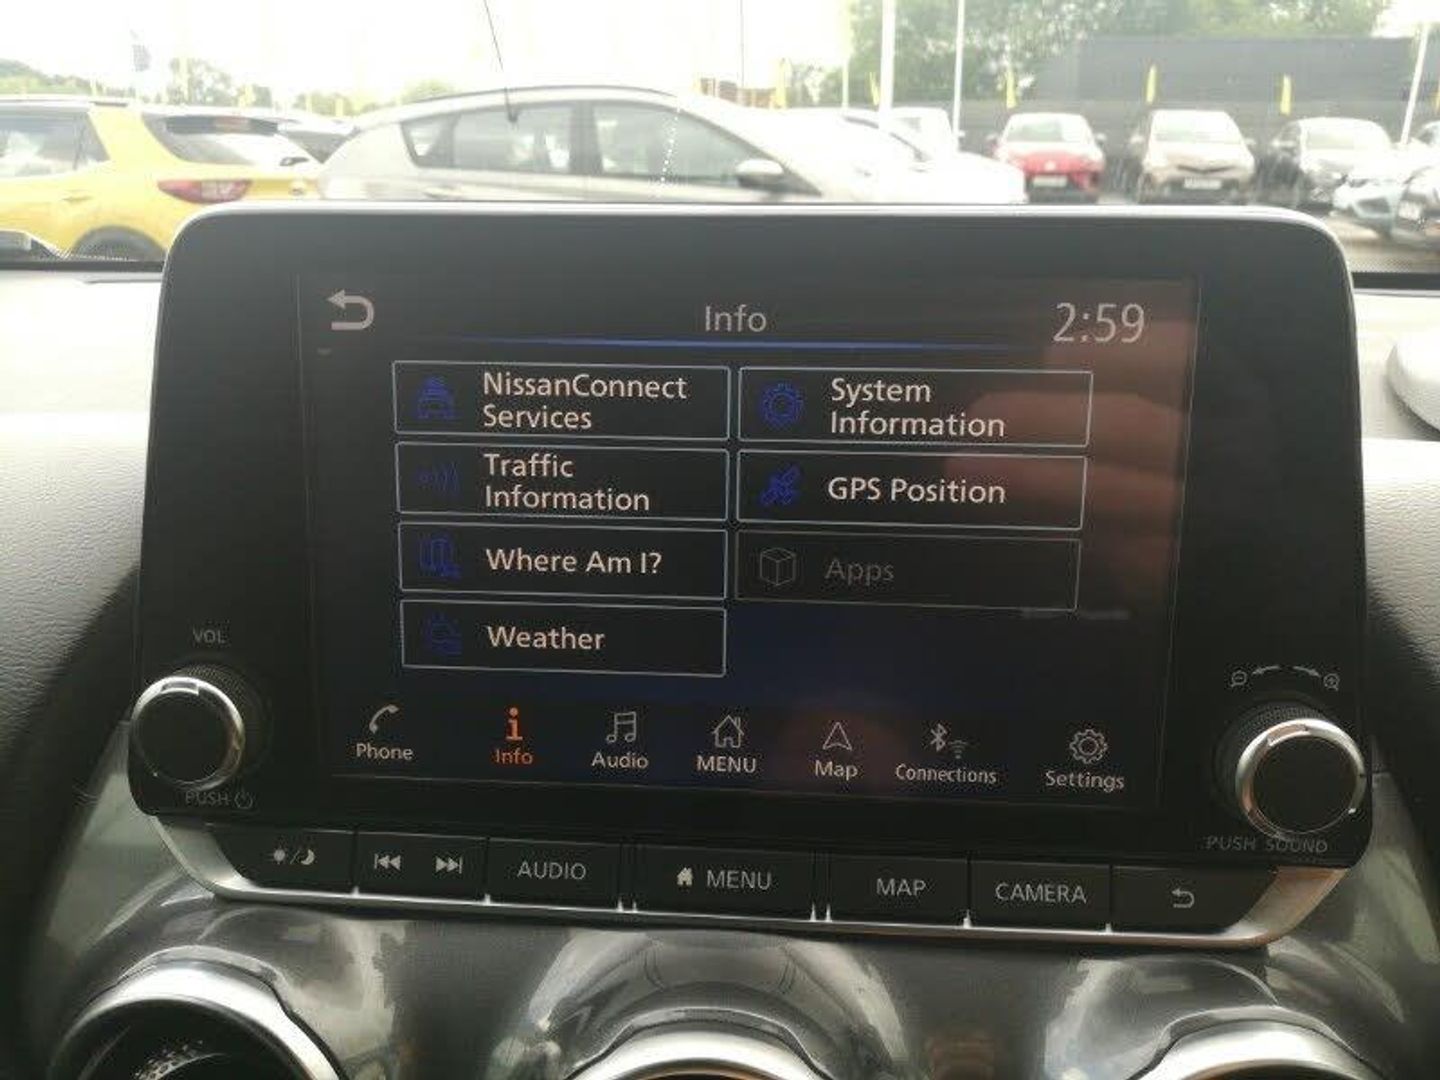 Info
2:59
NissanConnect
Services
System
Information
Traffic
Information
GPS Position
Where Am I?
Apps
Weather
VOL
Phone
Info
Audio
MENU
Map
Connections
Settings
PUSH
PUSH SOUND
AUDIO
MENU
MAP
CAMERA